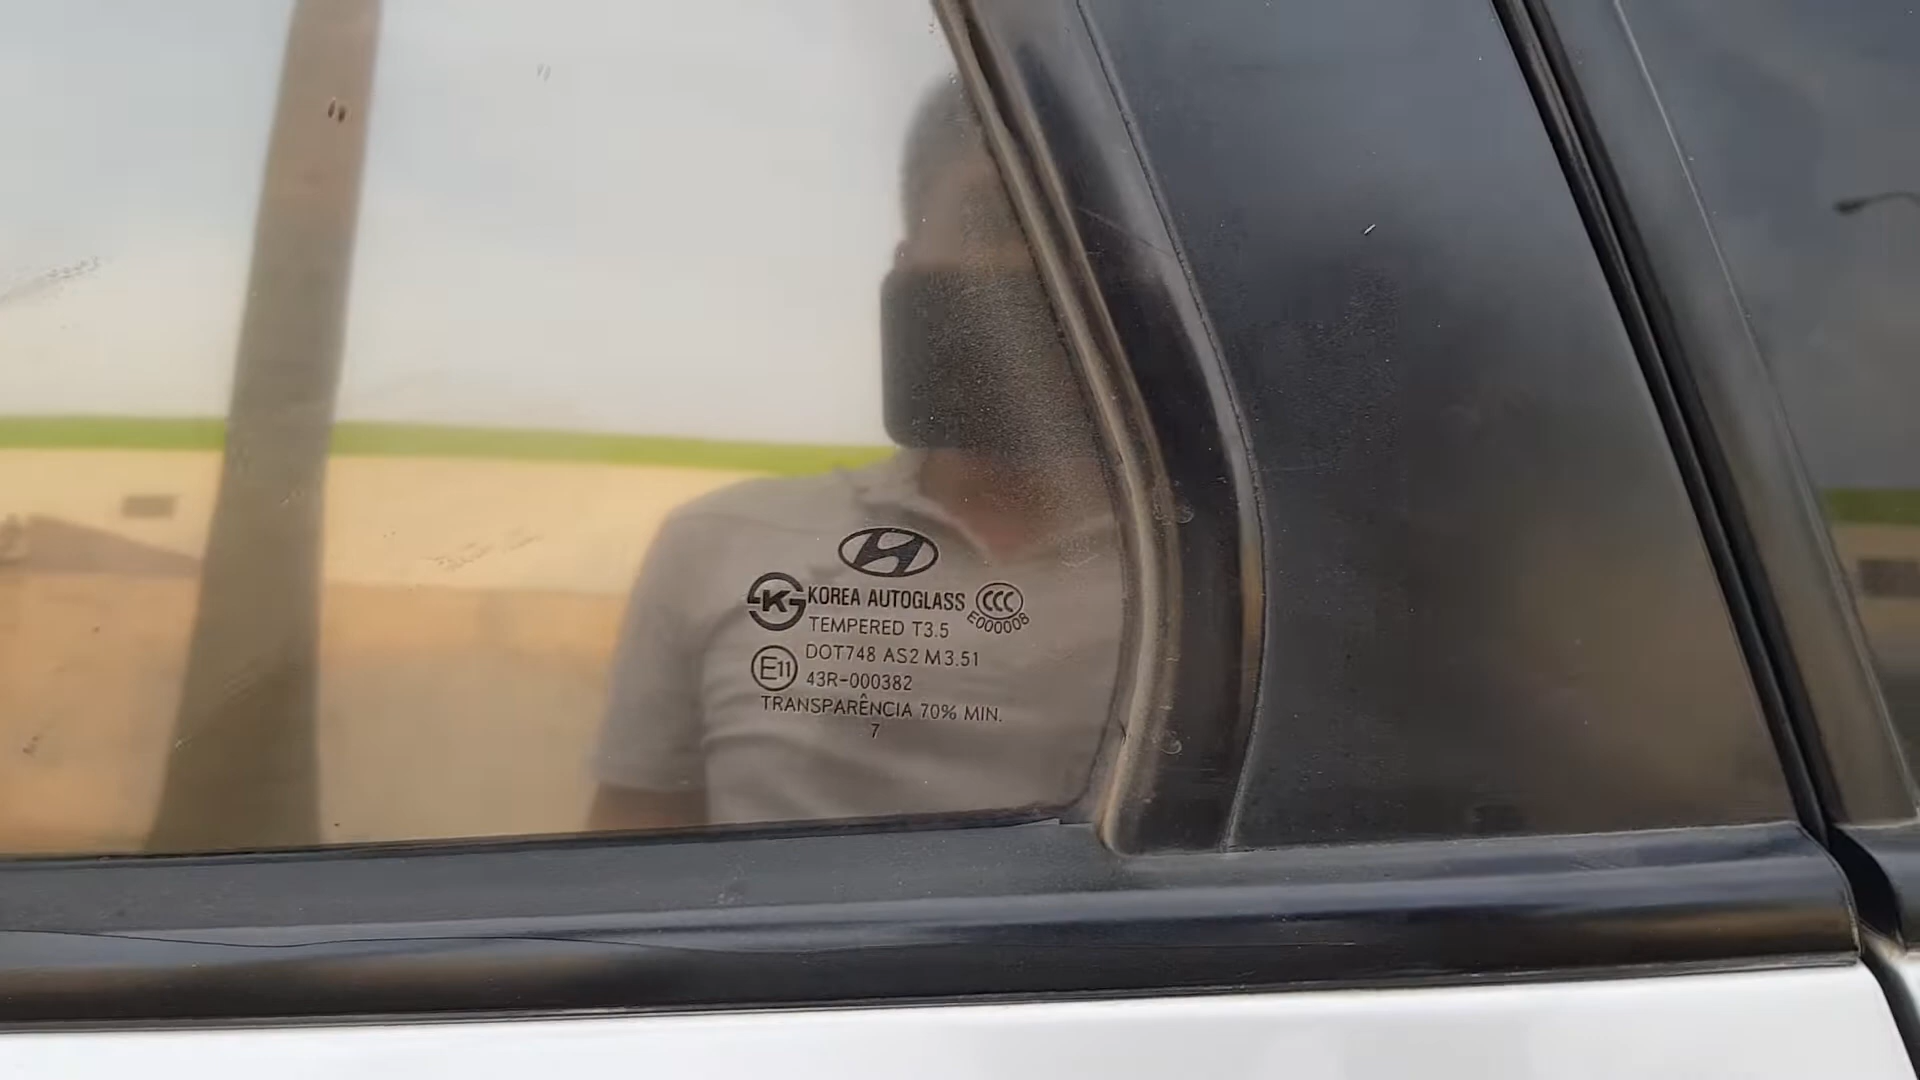 KOREA AUTOGLASS
CCC
E000008
TEMPERED T3.5
DOT748 AS2 M3.51
E11
43R-000382
TRANSPARÊNCIA 70% MIN.
7